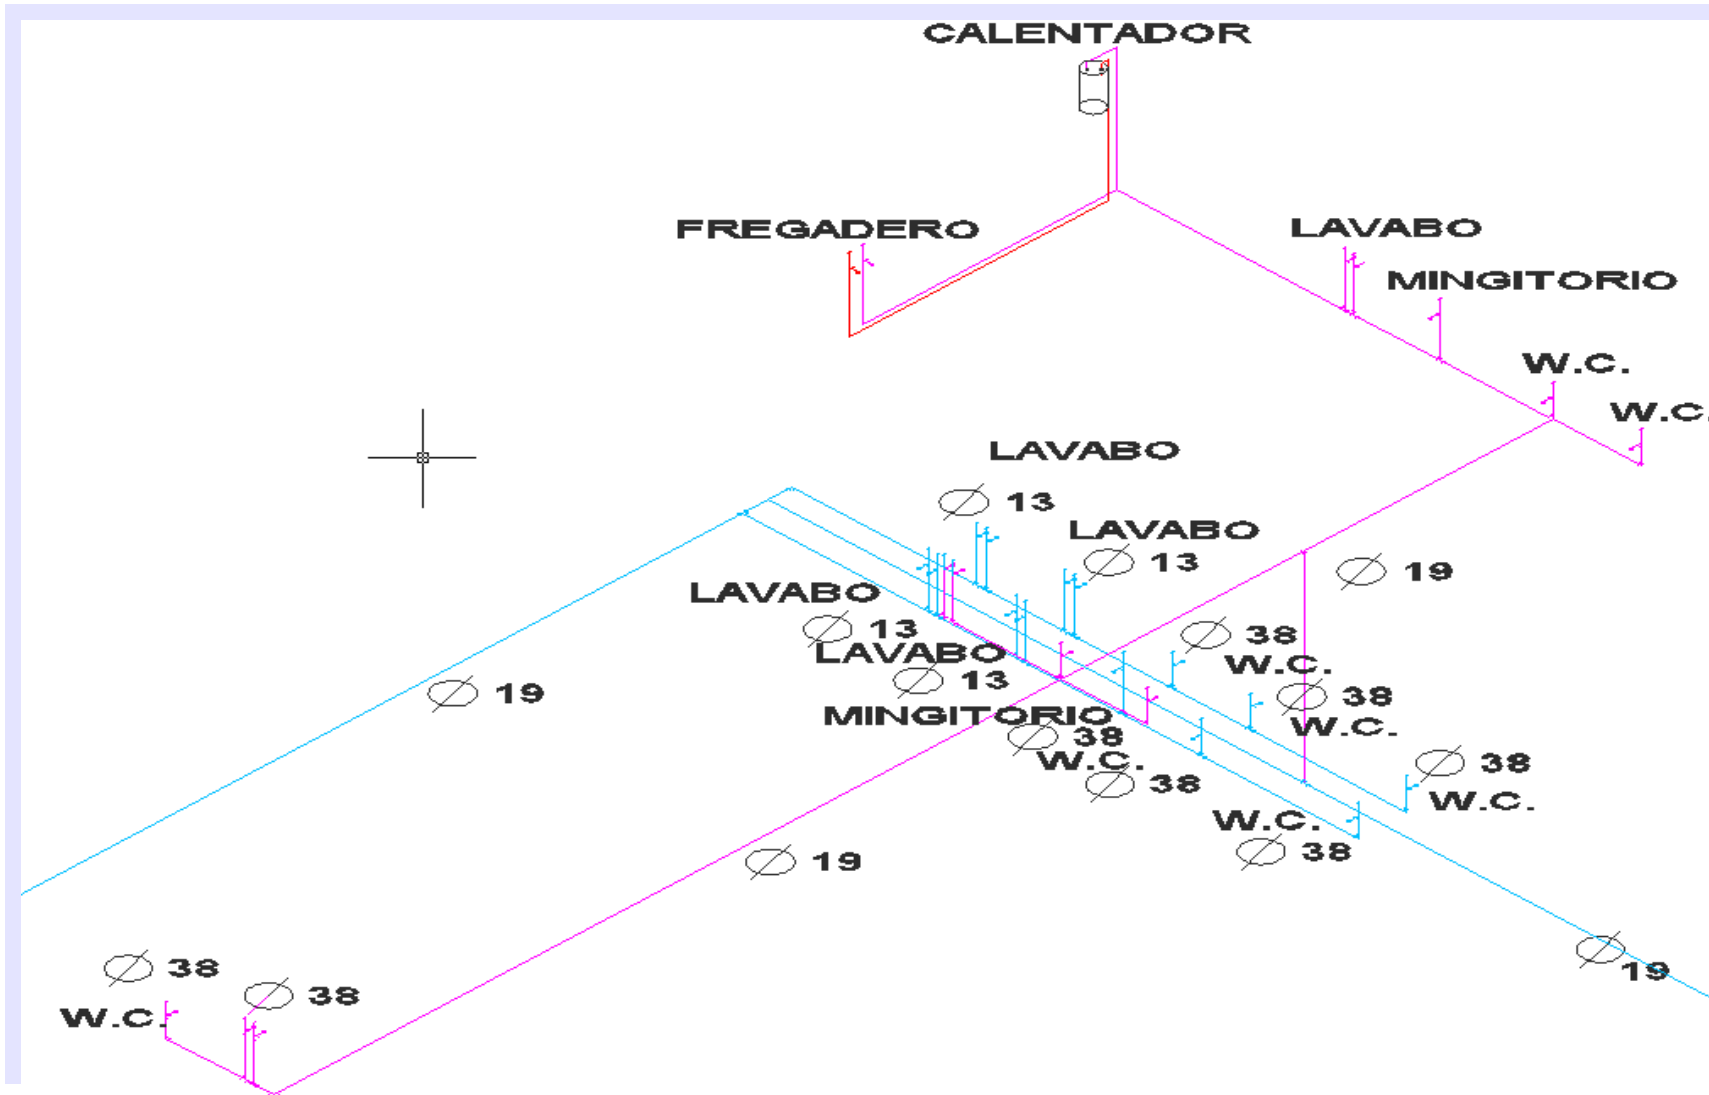 CALENTADOR
FREGADERO
LAVABO
MINGITORIO
W.C.
W.C.
LAVABO
Ø 13
LAVABO
Ø 13
Ø 19
LAVABO
Ø 13
Ø 38
W.C.
LAVABO
Ø 13
Ø 19
Ø 38
W.C.
MINGITORIO
Ø 38
W.C.
Ø 38
Ø 38
W.C.
W.C.
Ø 38
Ø 19
Ø 19
Ø 38
W.C.
Ø 38